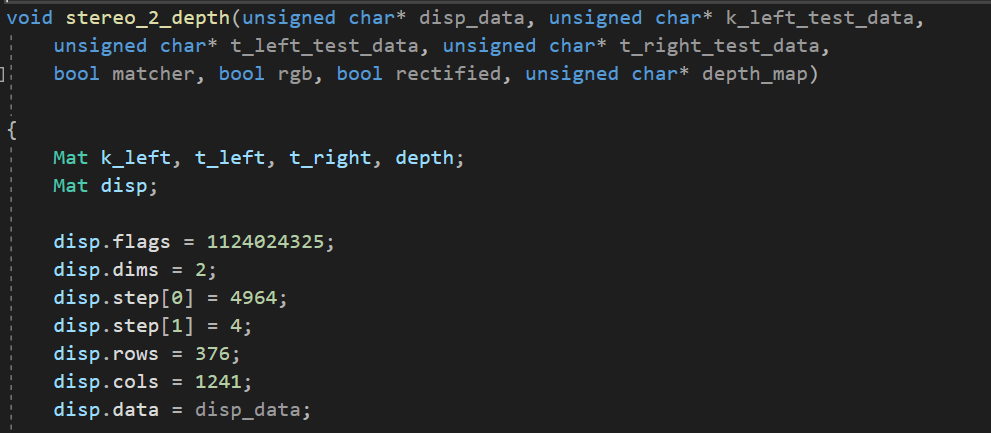 void stereo_2_depth(unsigned char* disp_data, unsigned char* k_left_test_data,
    unsigned char* t_left_test_data, unsigned char* t_right_test_data,
    bool matcher, bool rgb, bool rectified, unsigned char* depth_map)
{
    Mat k_left, t_left, t_right, depth;
    Mat disp;
    disp.flags = 1124024325;
    disp.dims = 2;
    disp.step[0] = 4964;
    disp.step[1] = 4;
    disp.rows = 376;
    disp.cols = 1241;
    disp.data = disp_data;